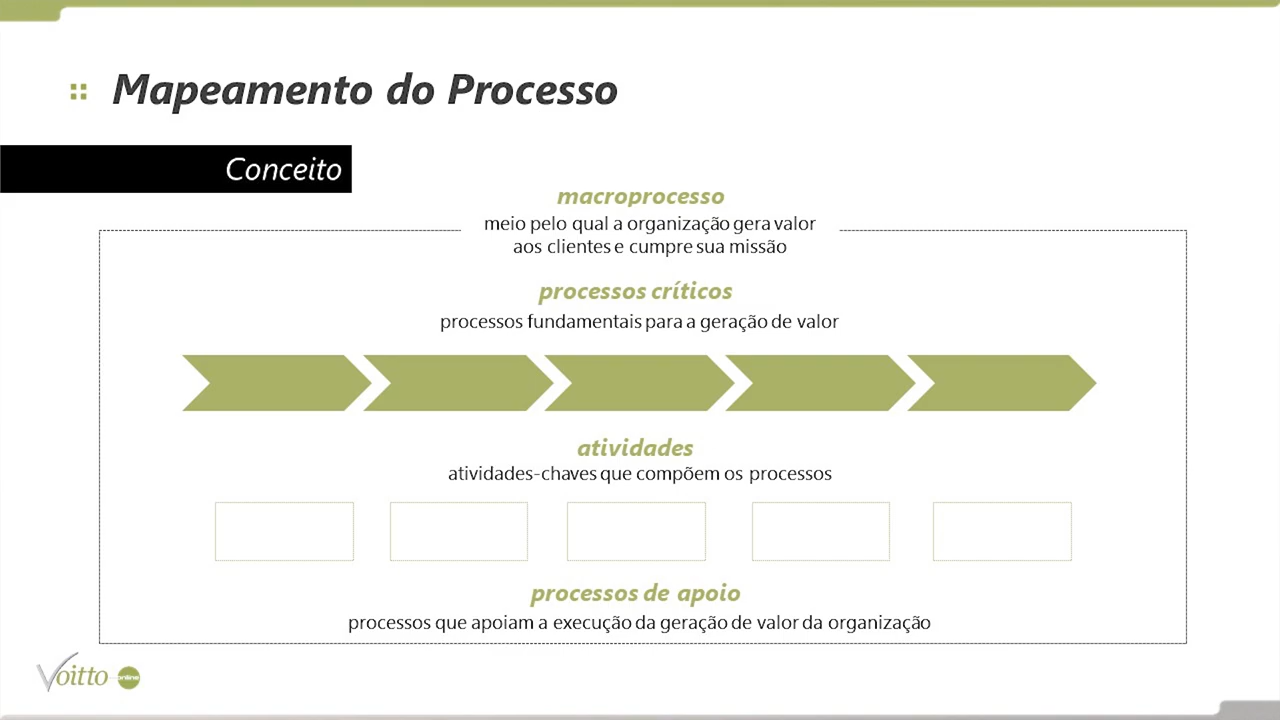 Mapeamento do Processo
Conceito
macroprocesso
meio pelo qual a organização gera valor
aos clientes e cumpre sua missão
processos críticos
processos fundamentais para a geração de valor
atividades
atividades-chaves que compõem os processos
processos de apoio
processos que apoiam a execução da geração de valor da organização
Voitto online